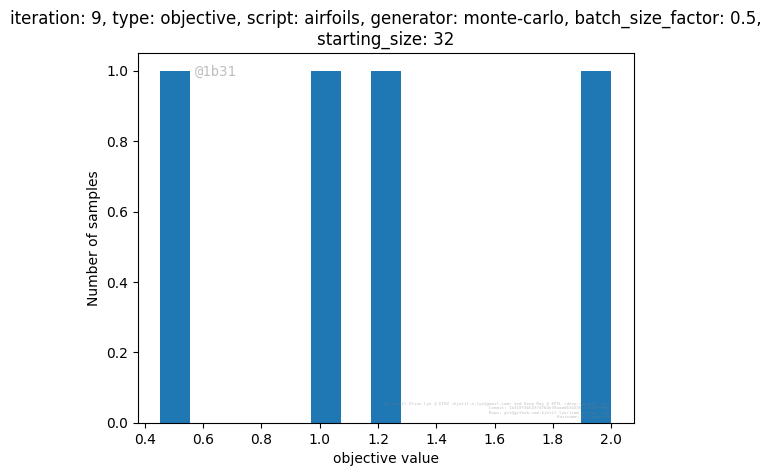 iteration: 9, type: objective, script: airfoils, generator: monte-carlo, batch_size_factor: 0.5,
starting_size: 32
@1b31
1.0
0.8
0.6
0.4
0.2
0.0
Number of samples
0.4 0.6 0.8 1.0 1.2 1.4 1.6 1.8 2.0
objective value